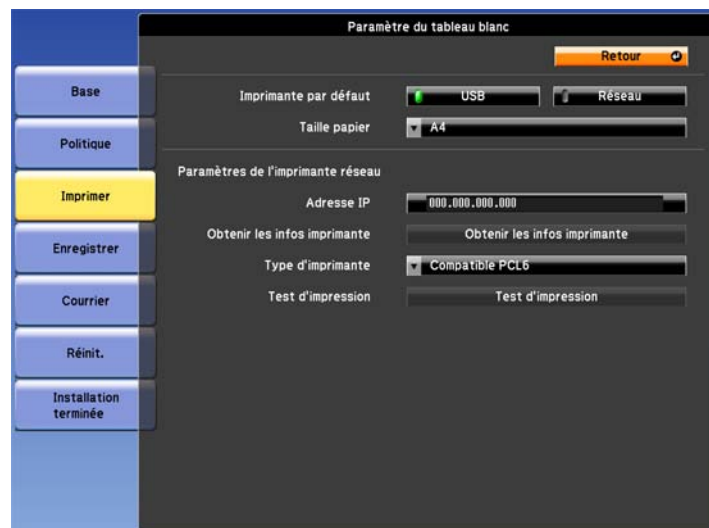 Paramètre du tableau blanc
Retour
Base
Politique
Imprimer
Enregistrer
Courrier
Réinit.
Installation
terminée
Imprimante par défaut USB Réseau
Taille papier A4
Paramètres de l'imprimante réseau
Adresse IP 000.000.000.000
Obtenir les infos imprimante Obtenir les infos imprimante
Type d'imprimante Compatible PCL6
Test d'impression Test d'impression